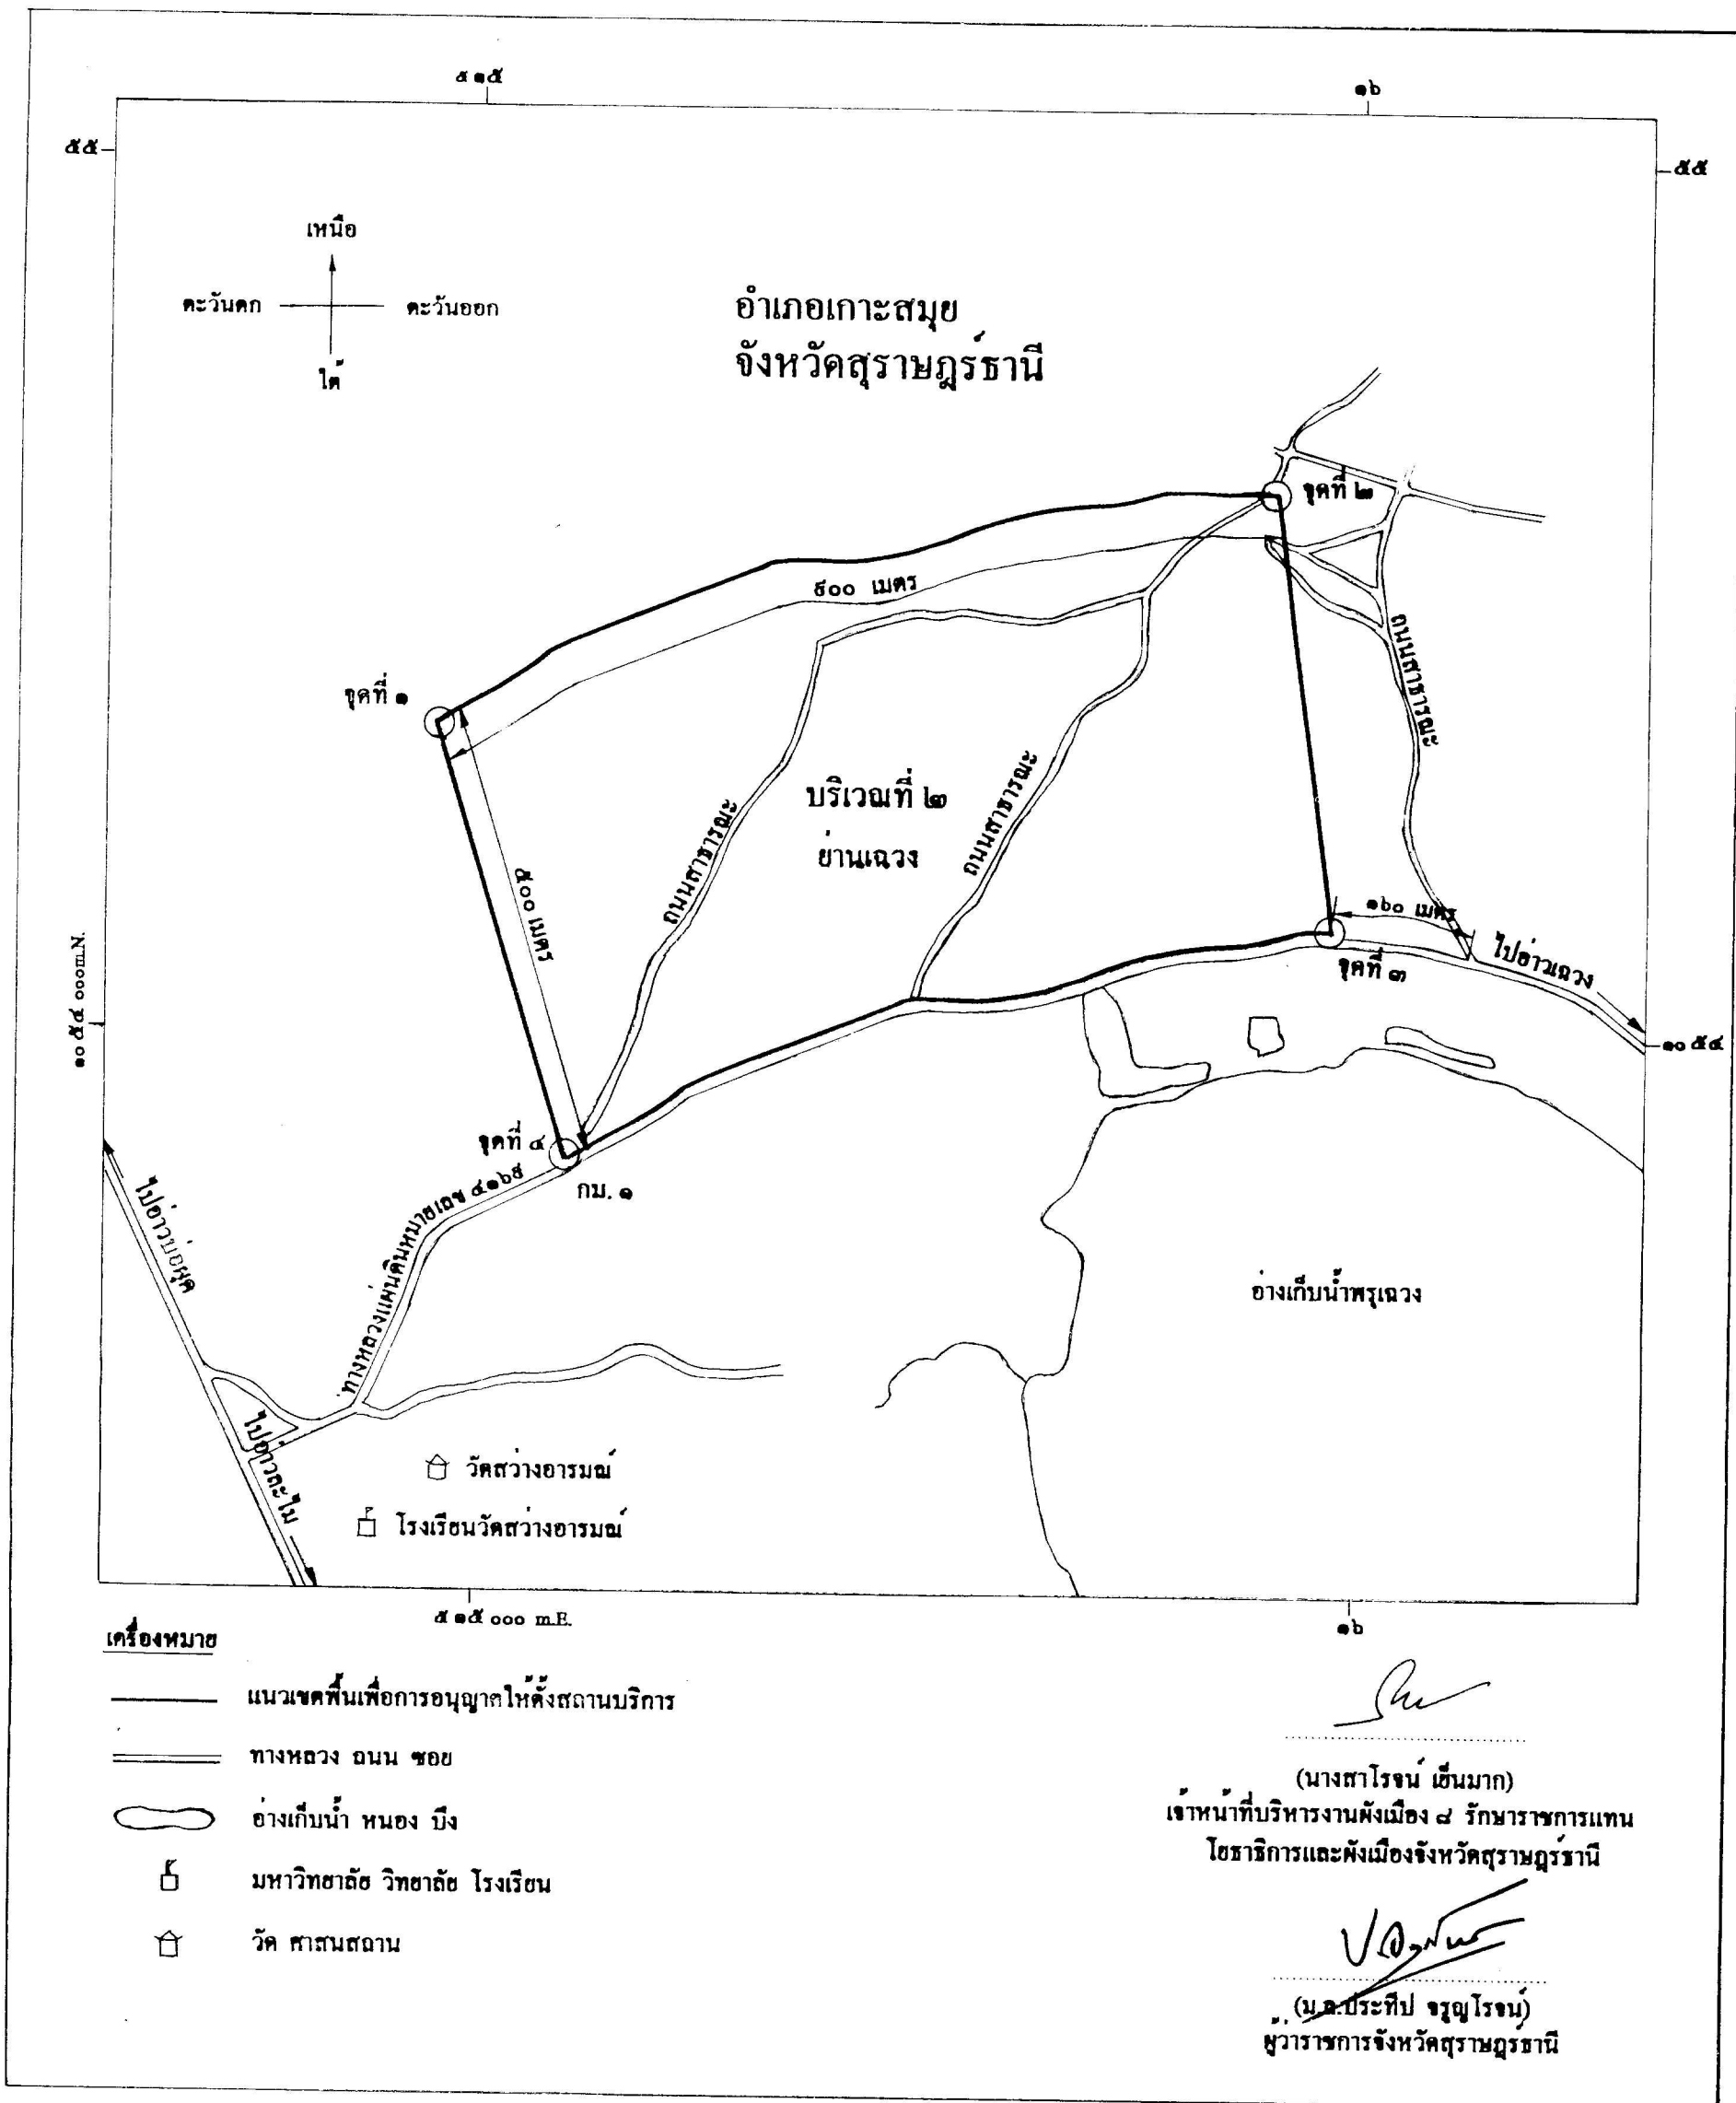 ๕๑๕
๑๖
๕๕
๕๕
เหนือ
ตะวันตก
ตะวันออก
ใต้
อำเภอเกาะสมุย
จังหวัดสุราษฎร์ธานี
จุดที่ ๒
๙๐๐ เมตร
จุดที่ ๑
ถนนสาธารณะ
บริเวณที่ ๒
ย่านเฉวง
ถนนสาธารณะ
ถนนสาธารณะ
๕๐๐ เมตร
๑๖๐ เมตร
ไปอ่าวเฉวง
จุดที่ ๓
๑๐ ๕๔ ๐๐๐m.N.
๑๐ ๕๔
จุดที่ ๔
กม. ๑
ทางหลวงแผ่นดินหมายเลข ๔๑๖๙
ไปอ่าวบ่อผุด
อ่างเก็บน้ำพรุเฉวง
ไปอ่าวละไม
วัดสว่างอารมณ์
โรงเรียนวัดสว่างอารมณ์
๕๑๕ ๐๐๐ m.E.
๑๖
เครื่องหมาย
แนวเขตพื้นเพื่อการอนุญาตให้ตั้งสถานบริการ
ทางหลวง ถนน ซอย
อ่างเก็บน้ำ หนอง บึง
มหาวิทยาลัย วิทยาลัย โรงเรียน
วัด ศาสนสถาน
(นางสาโรจน์ เย็นมาก)
เจ้าหน้าที่บริหารงานผังเมือง ๘ รักษาราชการแทน
โยธาธิการและผังเมืองจังหวัดสุราษฎร์ธานี
(ม.ล.ประทีป จรูญโรจน์)
ผู้ว่าราชการจังหวัดสุราษฎร์ธานี